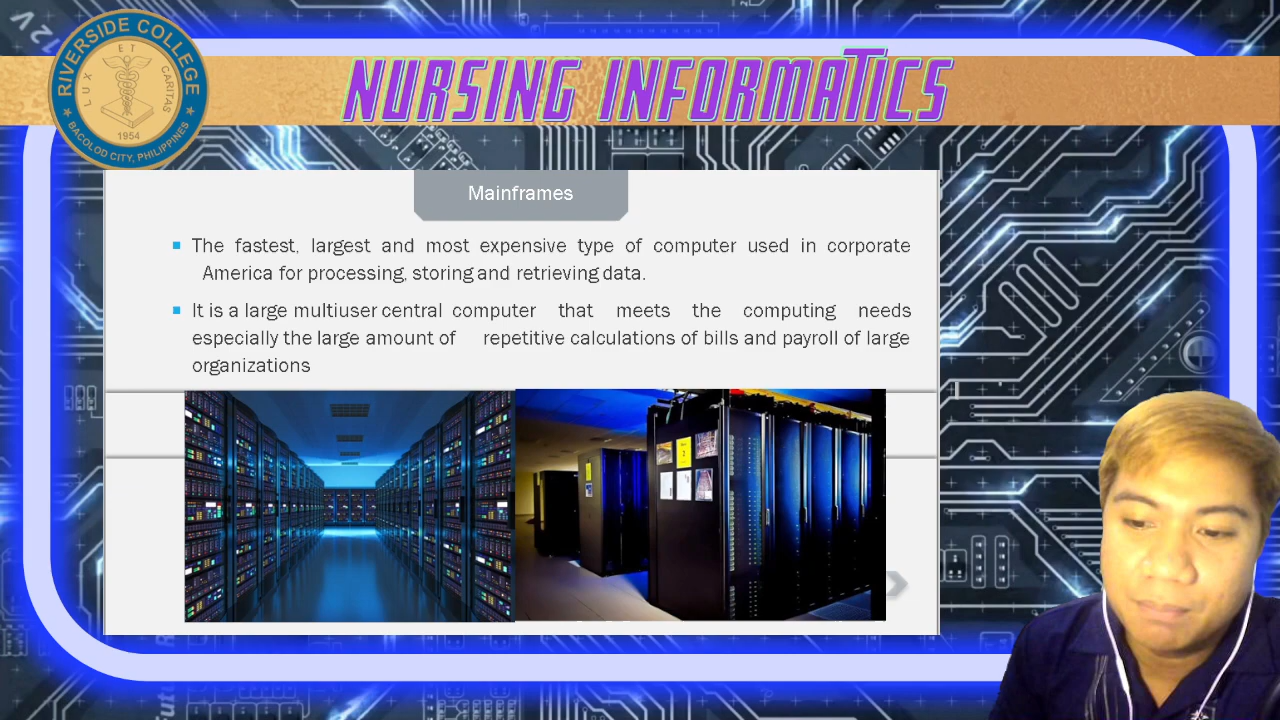 RIVERSIDE COLLEGE
LUX ET CARITAS
1954
BACOLOD CITY, PHILIPPINES
NURSING INFORMATICS
Mainframes
The fastest, largest and most expensive type of computer used in corporate
America for processing, storing and retrieving data.
It is a large multiuser central computer that meets the computing needs
especially the large amount of repetitive calculations of bills and payroll of large
organizations
12V